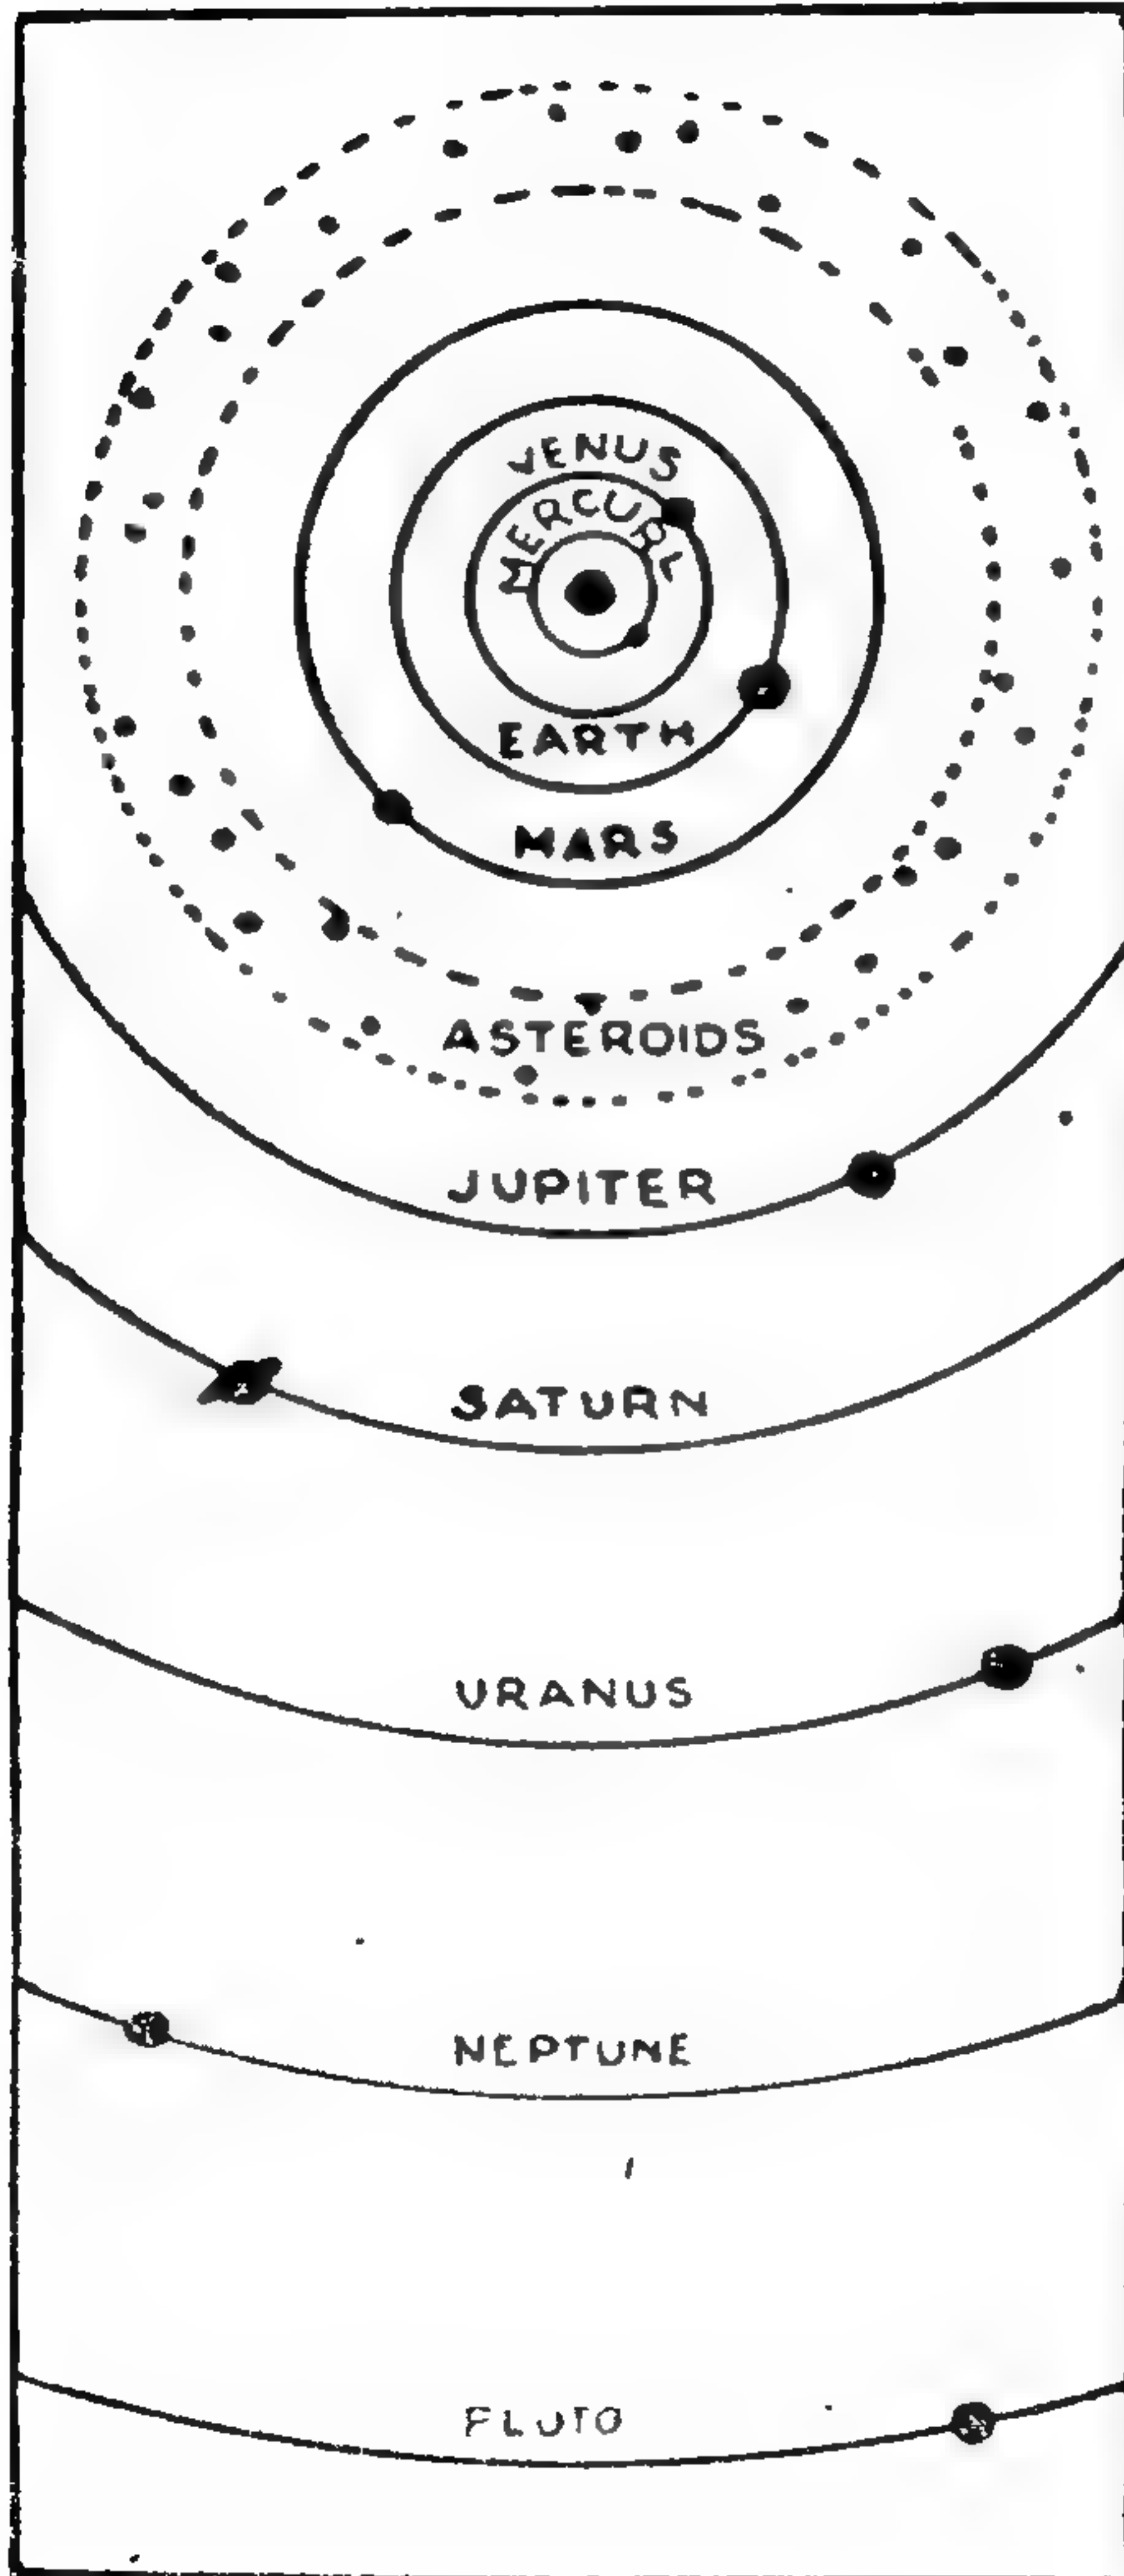 VENUS
MERCURY
EARTH
MARS
ASTEROIDS
JUPITER
SATURN
URANUS
NEPTUNE
PLUTO